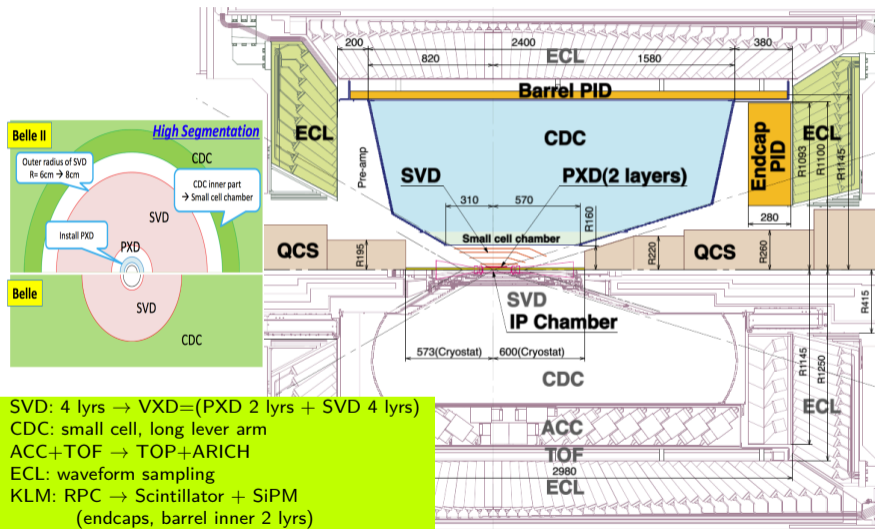 200
2400
380
ECL
820
1580
Barrel PID
ECL
CDC
ECL
Endcap PID
R1093
R1100
R1145
Pre-amp
SVD
PXD(2 layers)
310
570
R160
280
Small cell chamber
QCS
R195
R220
QCS
R260
SVD
IP Chamber
R415
573(Cryostat)
600(Cryostat)
R1145
R1250
CDC
ECL
ACC
TOF
2980
ECL
Belle II
High Segmentation
CDC
Outer radius of SVD
R= 6cm → 8cm
CDC inner part
→ Small cell chamber
SVD
Install PXD
PXD
Belle
SVD
CDC
SVD: 4 lyrs → VXD=(PXD 2 lyrs + SVD 4 lyrs)
CDC: small cell, long lever arm
ACC+TOF → TOP+ARICH
ECL: waveform sampling
KLM: RPC → Scintillator + SiPM
(endcaps, barrel inner 2 lyrs)